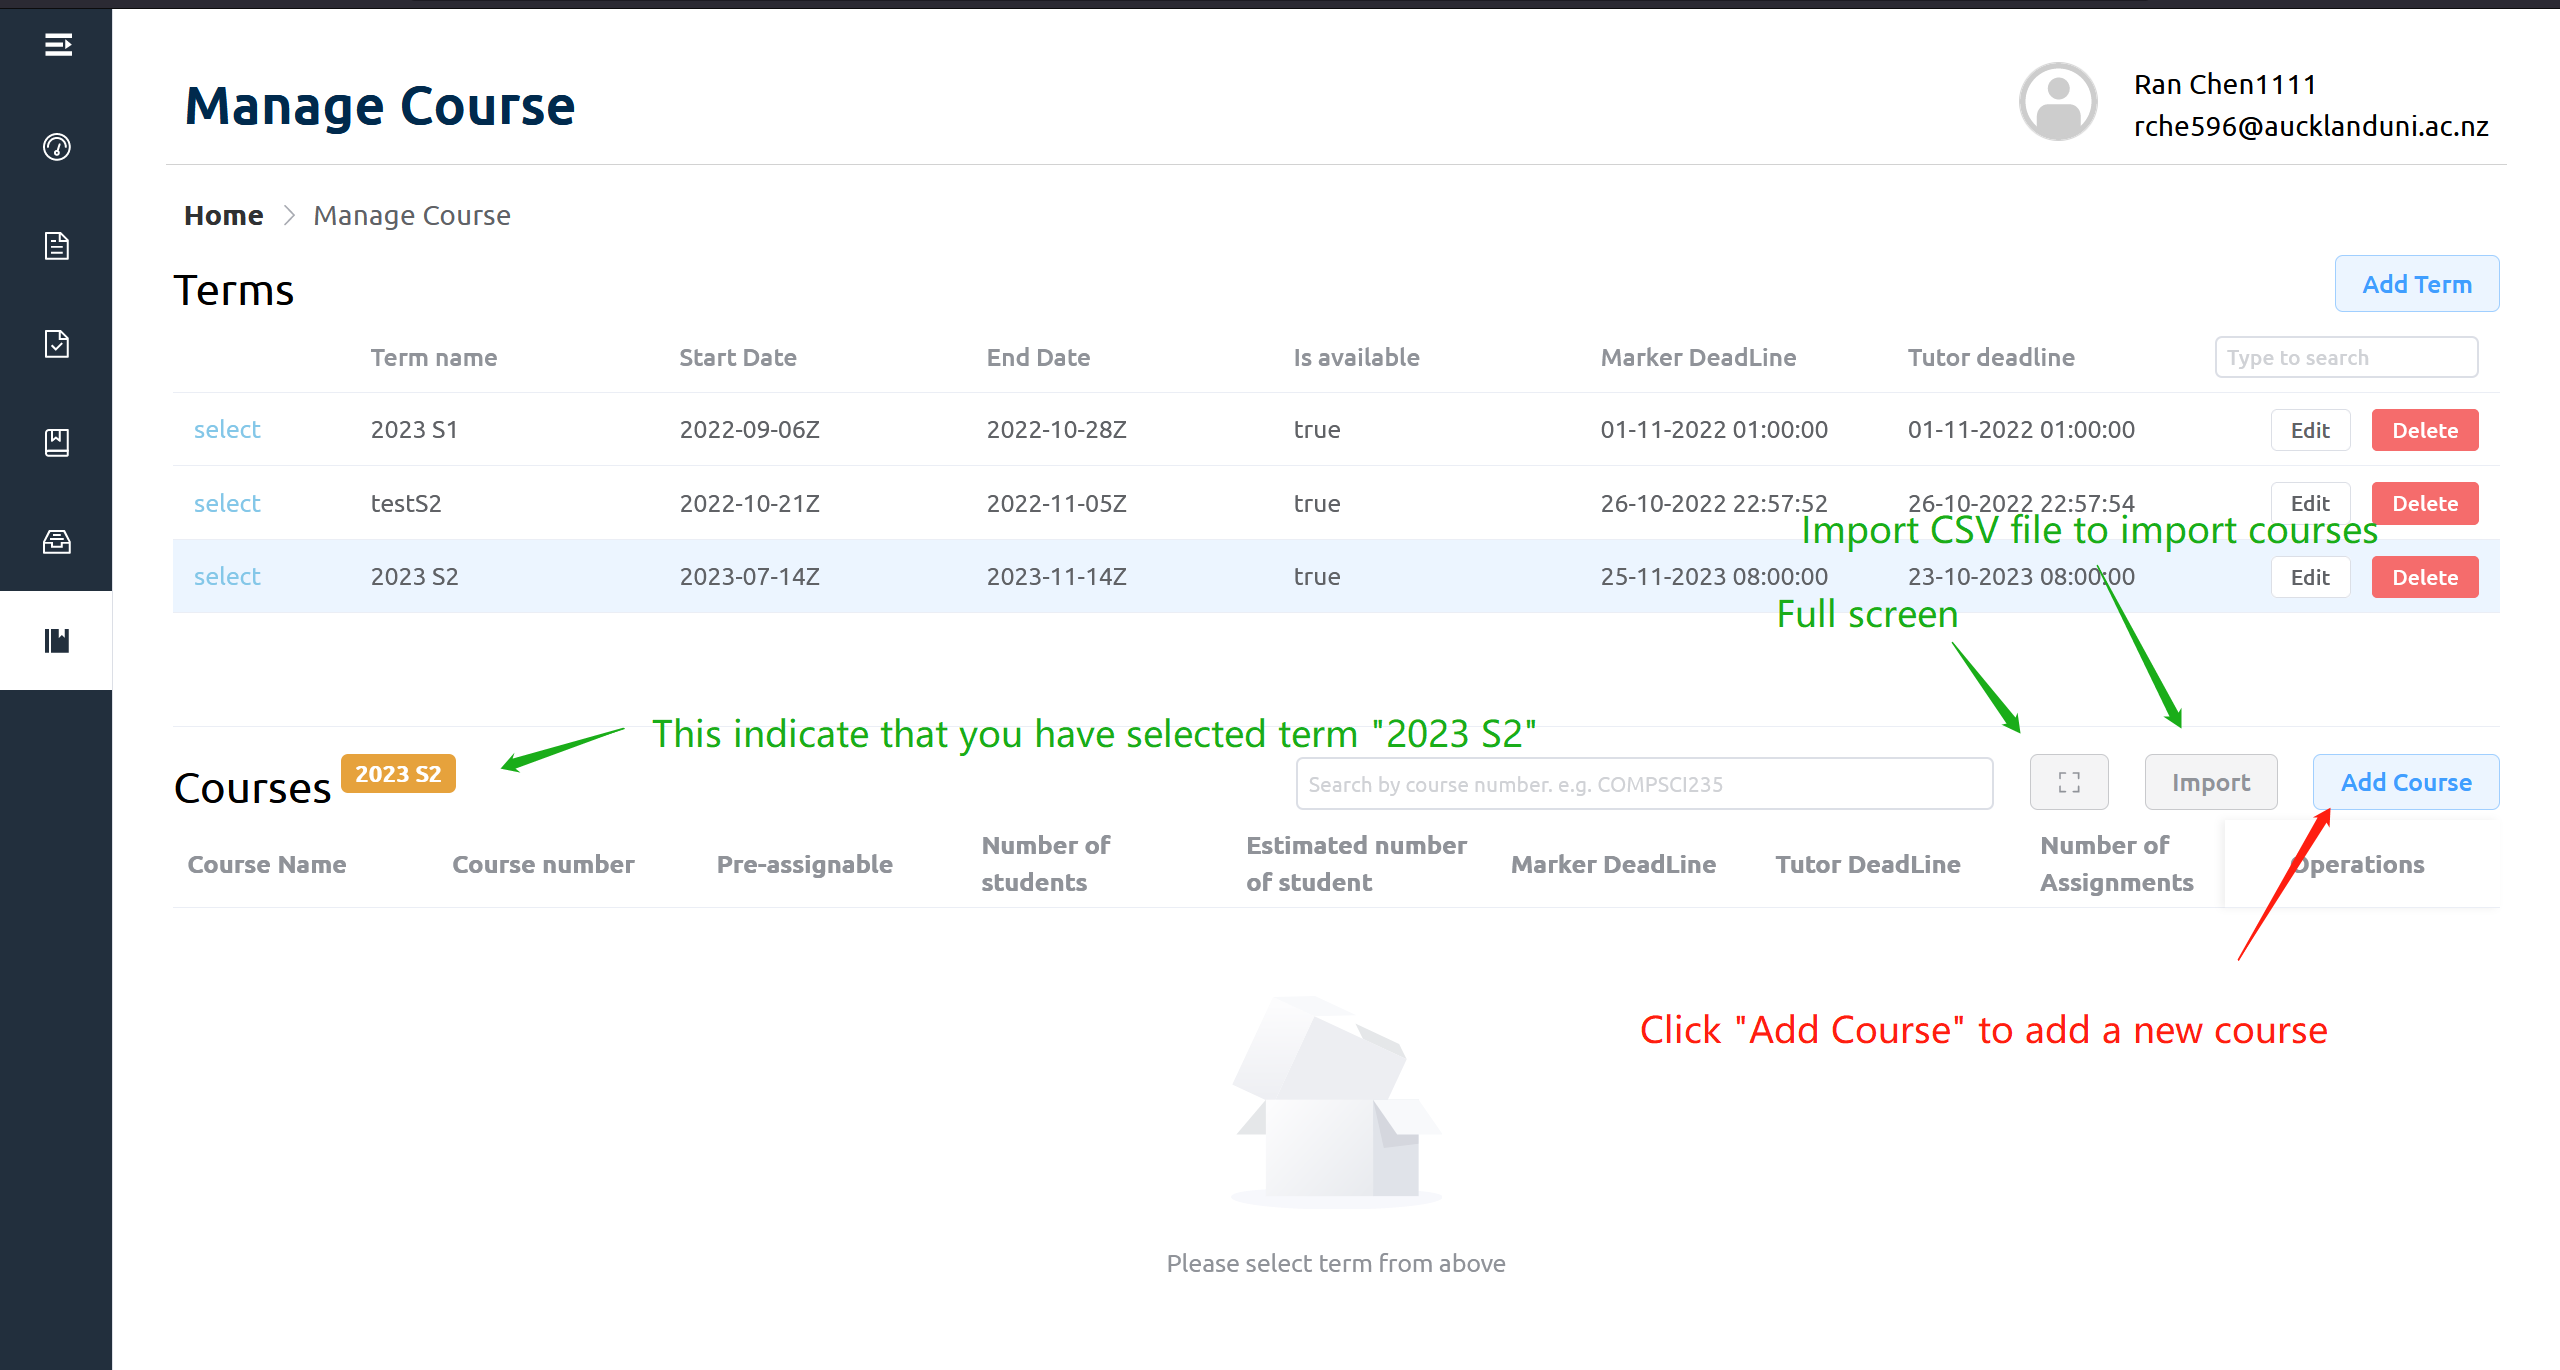 Manage Course
Ran Chen1111
rche596@aucklanduni.ac.nz
Home > Manage Course
Terms
Add Term
Term name Start Date End Date Is available Marker DeadLine Tutor deadline Type to search
select 2023 S1 2022-09-06Z 2022-10-28Z true 01-11-2022 01:00:00 01-11-2022 01:00:00 Edit Delete
select testS2 2022-10-21Z 2022-11-05Z true 26-10-2022 22:57:52 26-10-2022 22:57:54 Edit Delete
Import CSV file to import courses
select 2023 S2 2023-07-14Z 2023-11-14Z true 25-11-2023 08:00:00 23-10-2023 08:00:00 Edit Delete
Full screen
This indicate that you have selected term "2023 S2"
Courses 2023 S2 Search by course number. e.g. COMPSCI235 Import Add Course
Course Name Course number Pre-assignable Number of students Estimated number of student Marker DeadLine Tutor DeadLine Number of Assignments Operations
Click "Add Course" to add a new course
Please select term from above